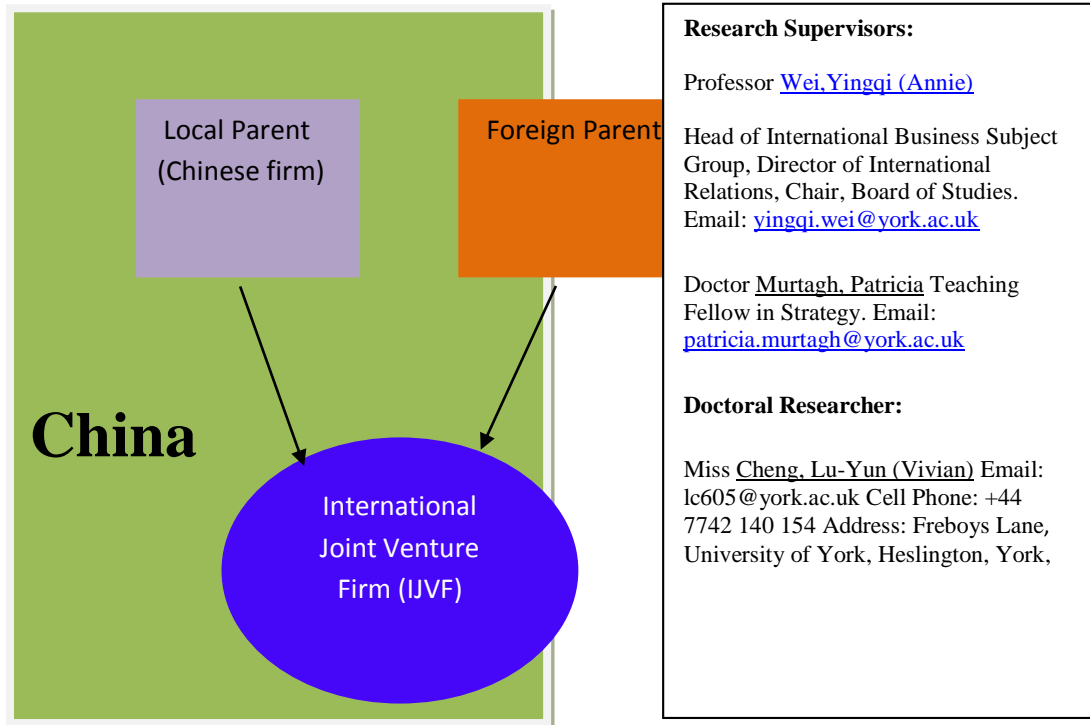 Local Parent
(Chinese firm)
Foreign Parent
China
International
Joint Venture
Firm (IJVF)
Research Supervisors:
Professor Wei,Yingqi (Annie)
Head of International Business Subject
Group, Director of International
Relations, Chair, Board of Studies.
Email: yingqi.wei@york.ac.uk
Doctor Murtagh, Patricia Teaching
Fellow in Strategy. Email:
patricia.murtagh@york.ac.uk
Doctoral Researcher:
Miss Cheng, Lu-Yun (Vivian) Email:
lc605@york.ac.uk Cell Phone: +44
7742 140 154 Address: Freboys Lane,
University of York, Heslington, York,